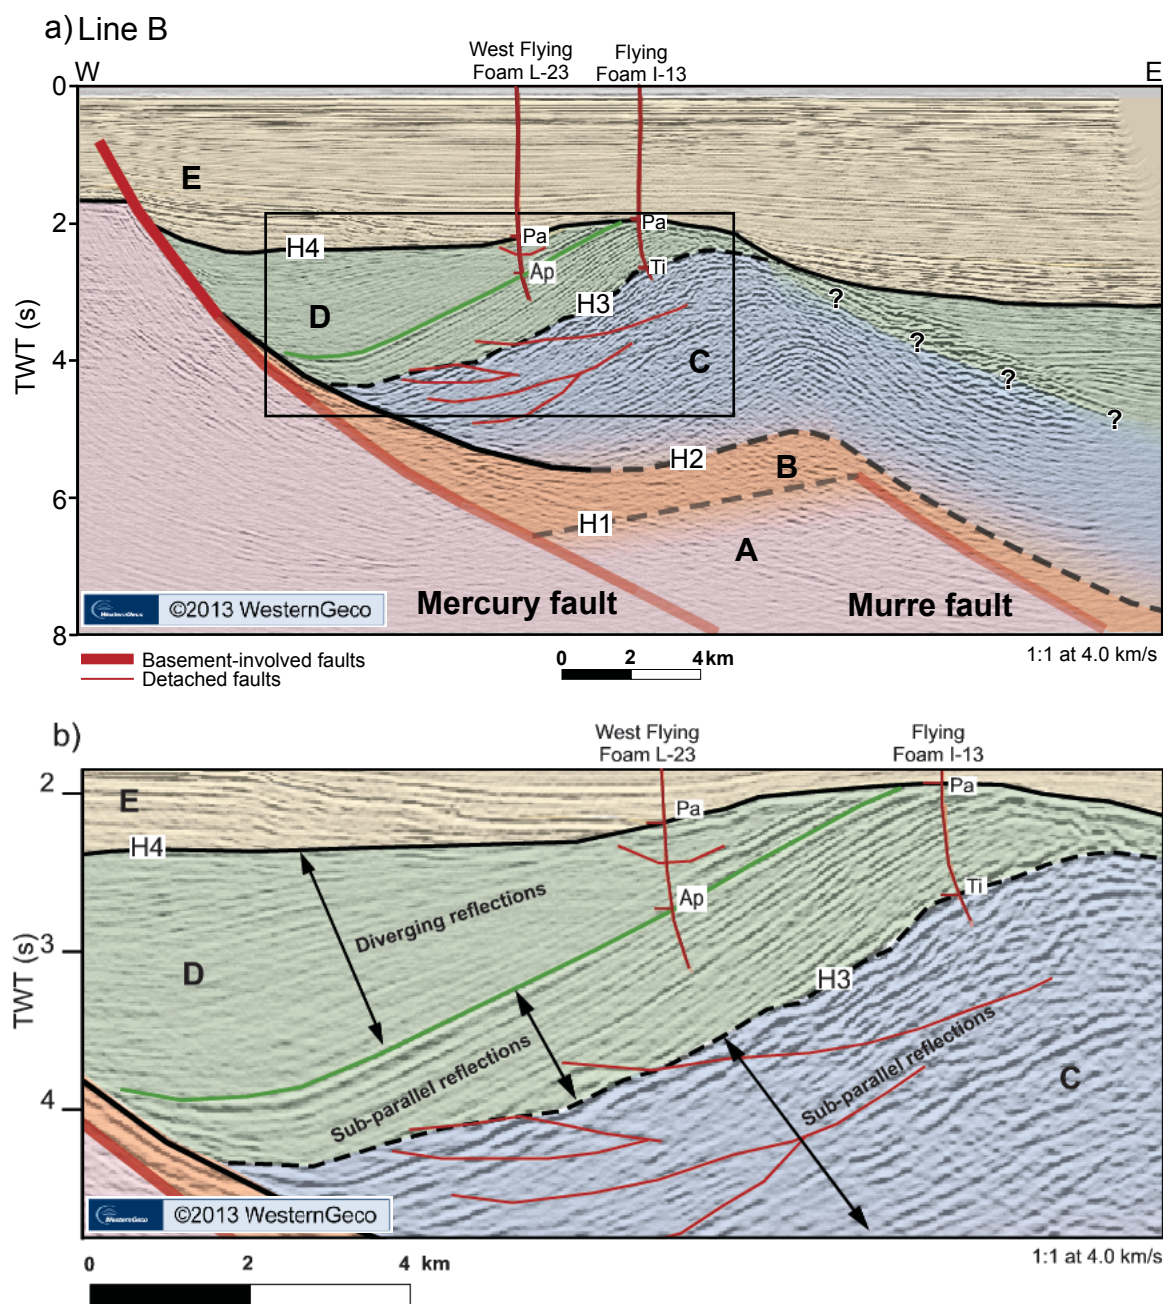 a) Line B
West Flying
Foam L-23
Flying
Foam I-13
W
E
0
2
4
6
8
TWT (s)
E
Pa
Pa
H4
Ap
Ti
D
H3
?
?
?
?
C
H2
B
H1
A
Mercury fault
Murre fault
WesternGeco
©2013 WesternGeco
Basement-involved faults
Detached faults
0 2 4 km
1:1 at 4.0 km/s
b)
West Flying
Foam L-23
Flying
Foam I-13
2
3
4
TWT (s)
E
H4
Pa
Pa
Ap
Ti
Diverging reflections
D
H3
Sub-parallel reflections
Sub-parallel reflections
C
WesternGeco
©2013 WesternGeco
0 2 4 km
1:1 at 4.0 km/s